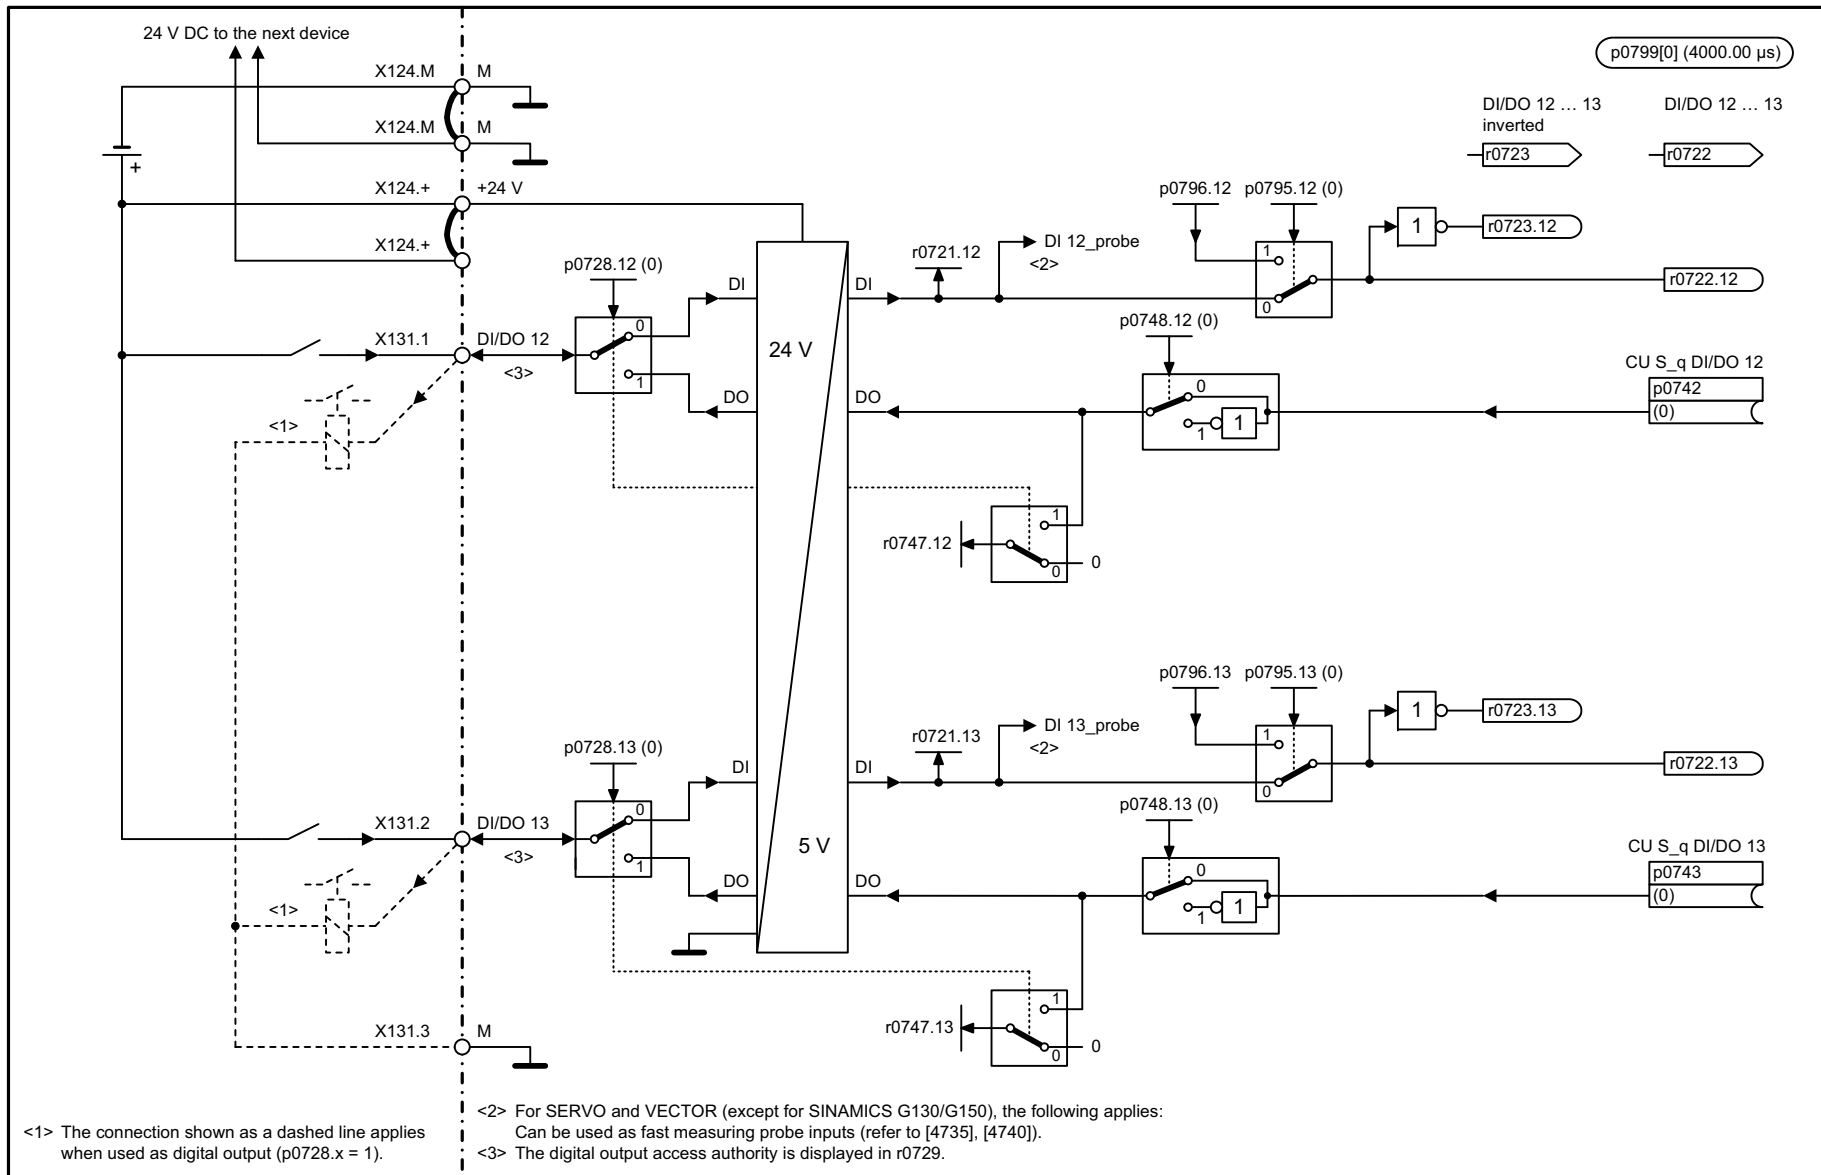 24 V DC to the next device
p0799[0] (4000.00 µs)
X124.M
M
X124.M
M
+
X124.+
+24 V
X124.+
DI/DO 12 … 13
inverted
r0723
DI/DO 12 … 13
r0722
p0796.12
p0795.12 (0)
1
0
1
r0723.12
r0722.12
r0721.12
DI 12_probe
<2>
p0728.12 (0)
0
1
DI
DI
24 V
X131.1
DI/DO 12
<3>
<1>
DO
DO
p0748.12 (0)
0
1
1
CU S_q DI/DO 12
p0742
(0)
r0747.12
1
0
0
p0796.13
p0795.13 (0)
1
0
1
r0723.13
r0722.13
r0721.13
DI 13_probe
<2>
p0728.13 (0)
0
1
DI
DI
5 V
X131.2
DI/DO 13
<3>
<1>
DO
DO
p0748.13 (0)
0
1
1
CU S_q DI/DO 13
p0743
(0)
r0747.13
1
0
0
X131.3
M
<1> The connection shown as a dashed line applies
when used as digital output (p0728.x = 1).
<2> For SERVO and VECTOR (except for SINAMICS G130/G150), the following applies:
Can be used as fast measuring probe inputs (refer to [4735], [4740]).
<3> The digital output access authority is displayed in r0729.